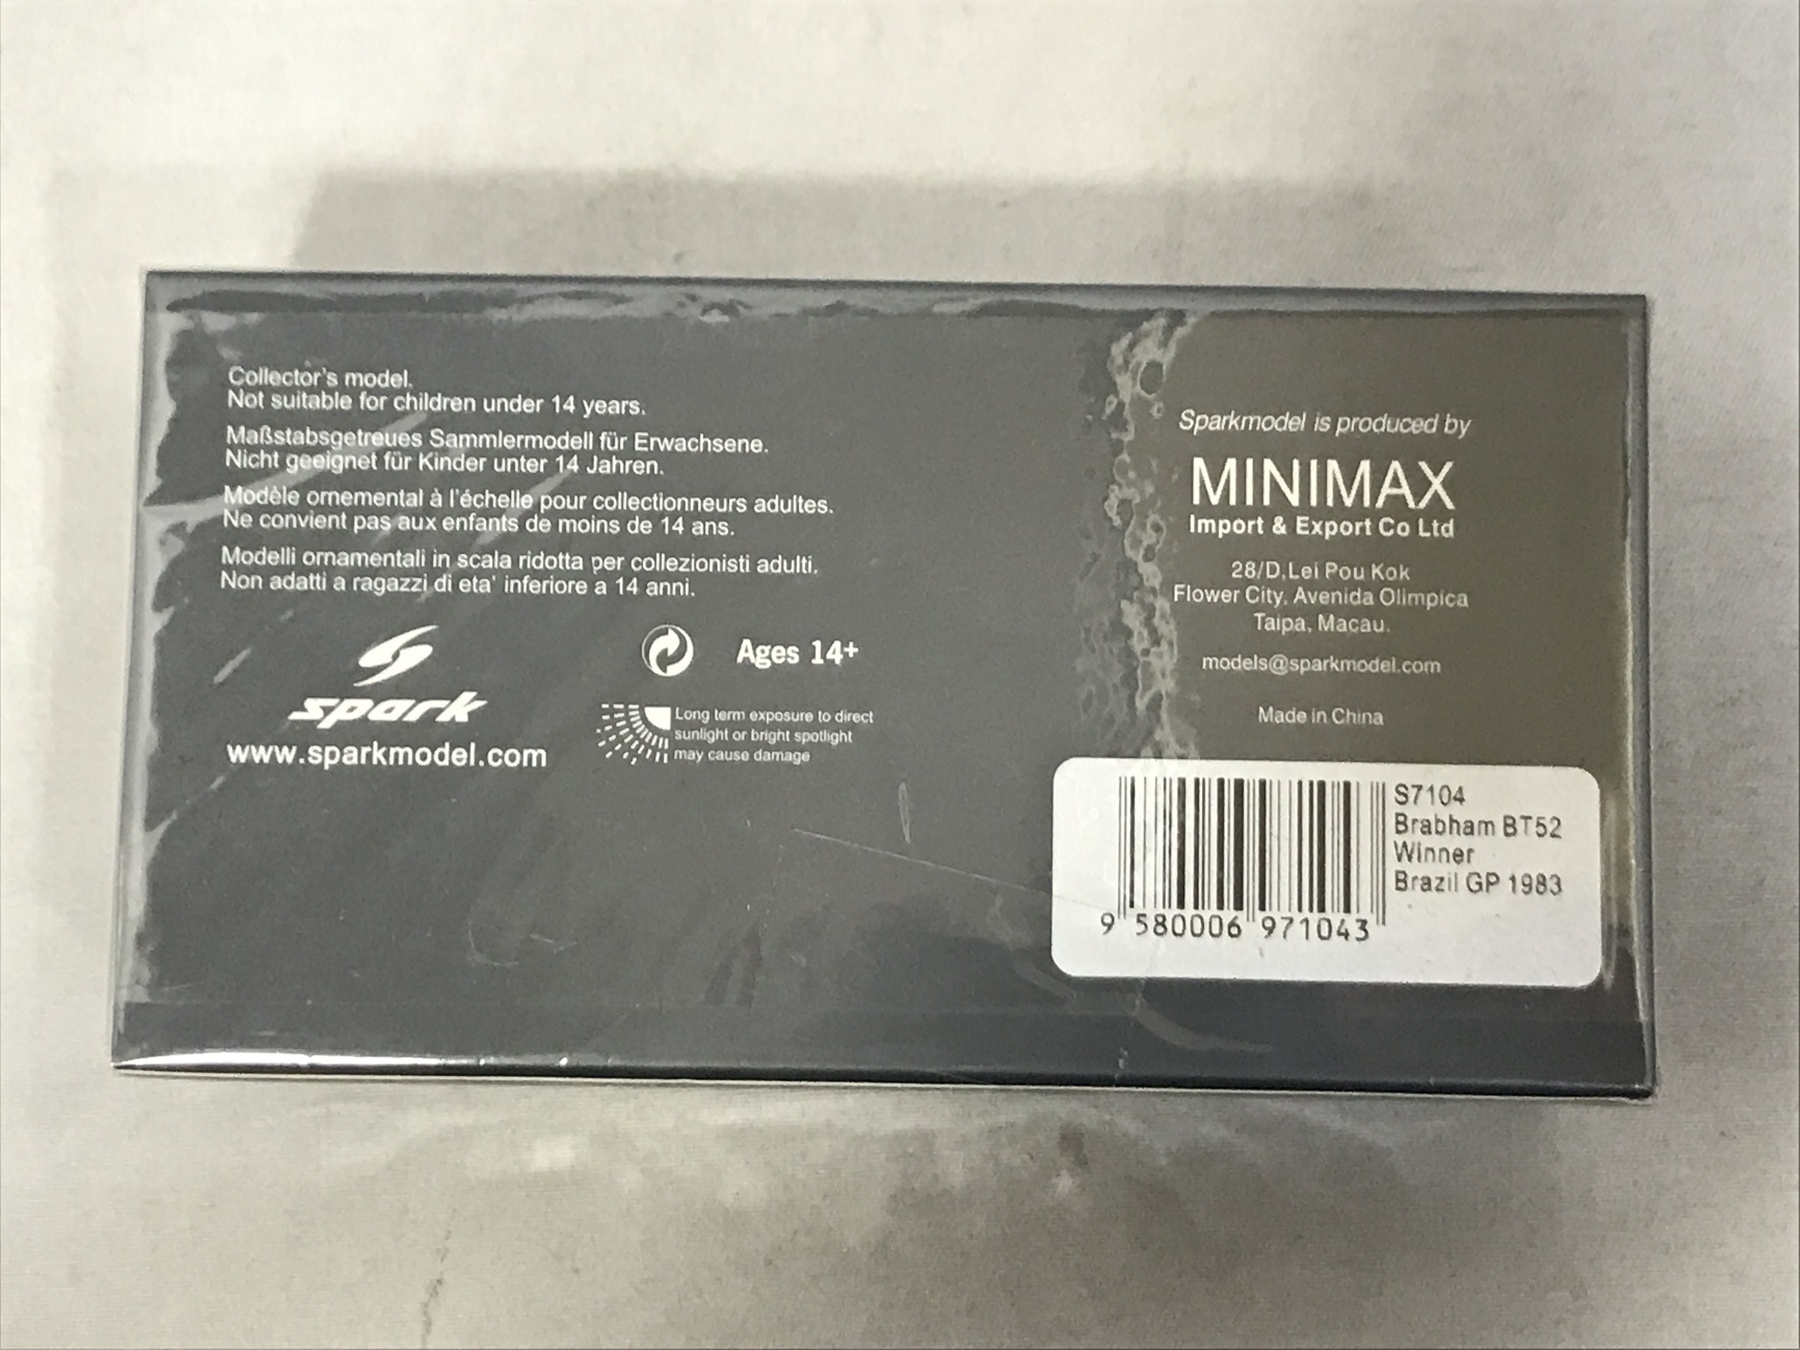 Collector's model.
Not suitable for children under 14 years.
Maßstabsgetreues Sammlermodell für Erwachsene.
Nicht geeignet für Kinder unter 14 Jahren.
Modèle ornemental à l'échelle pour collectionneurs adultes.
Ne convient pas aux enfants de moins de 14 ans.
Modelli ornamentali in scala ridotta per collezionisti adulti.
Non adatti a ragazzi di eta' inferiore a 14 anni.
spark
www.sparkmodel.com
Ages 14+
Long term exposure to direct
sunlight or bright spotlight
may cause damage
Sparkmodel is produced by
MINIMAX
Import & Export Co Ltd
28/D,Lei Pou Kok
Flower City, Avenida Olimpica
Taipa, Macau.
models@sparkmodel.com
Made in China
S7104
Brabham BT52
Winner
Brazil GP 1983
9 580006 971043